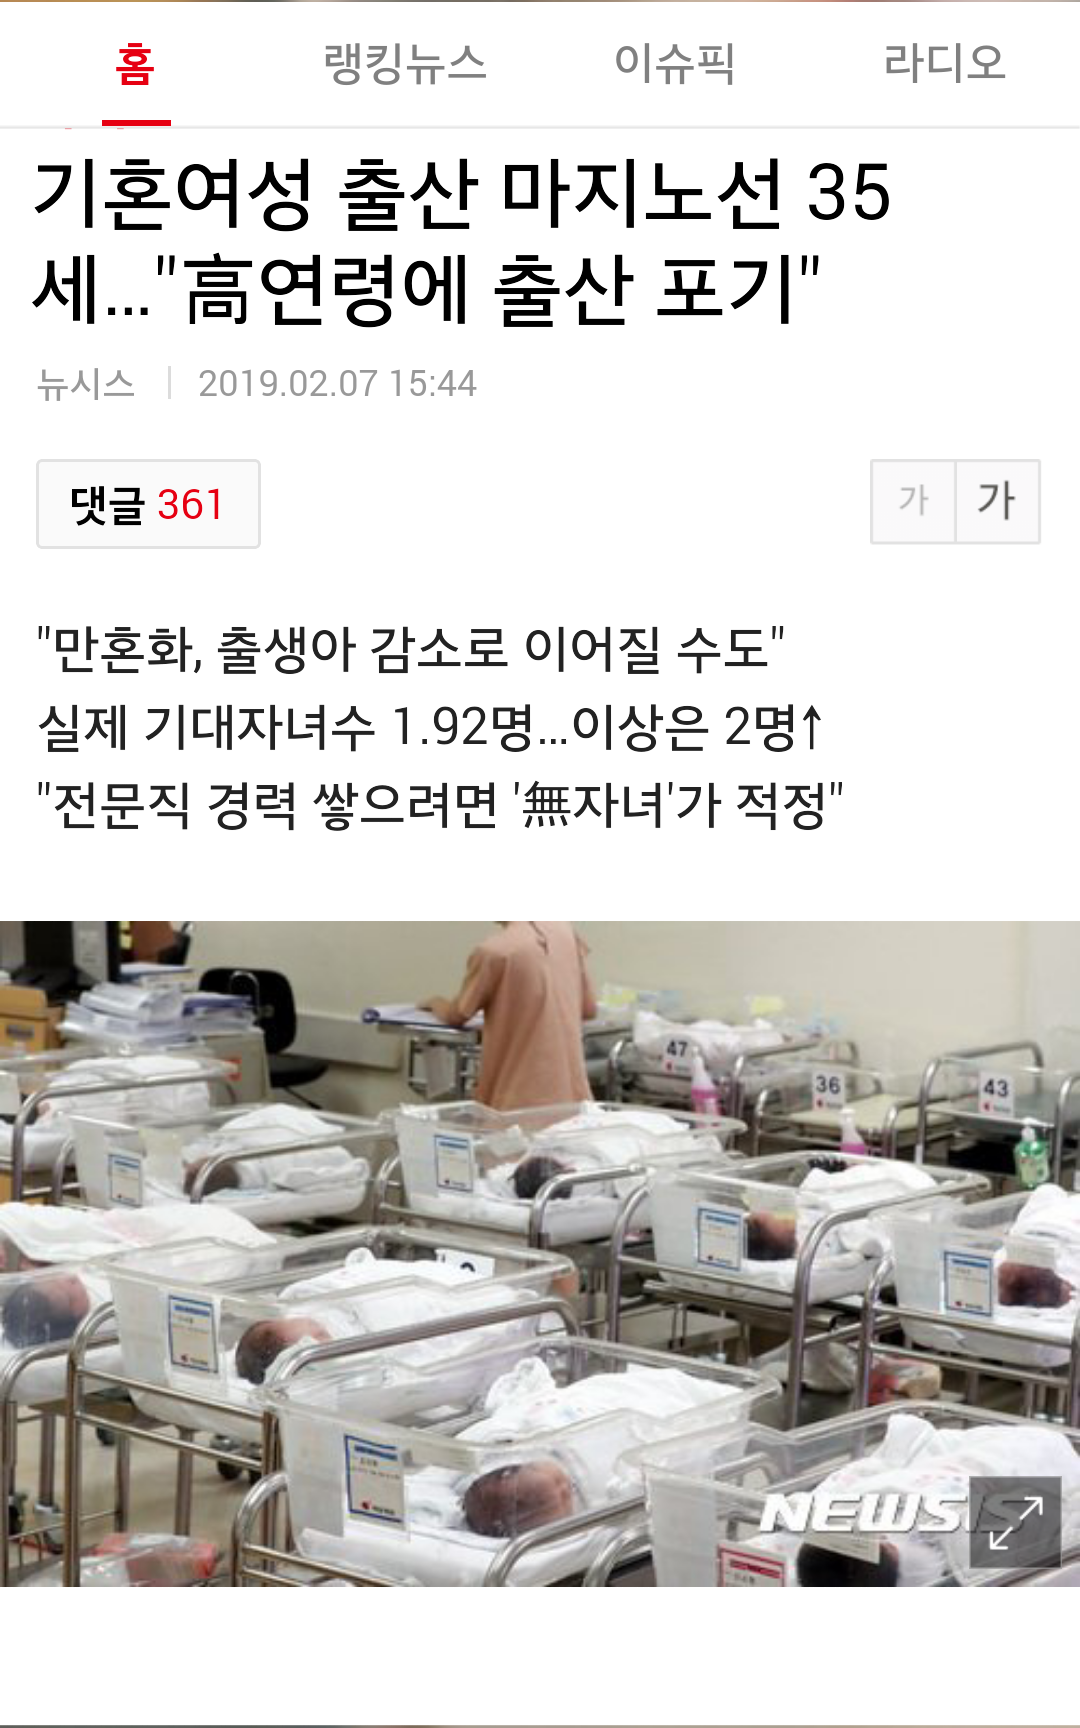 홈 랭킹뉴스 이슈픽 라디오
기혼여성 출산 마지노선 35
세..."高연령에 출산 포기"
뉴시스 | 2019.02.07 15:44
댓글 361
가 가
"만혼화, 출생아 감소로 이어질 수도"
실제 기대자녀수 1.92명...이상은 2명↑
"전문직 경력 쌓으려면 '無자녀'가 적정"
47
36
43
NEWSIS